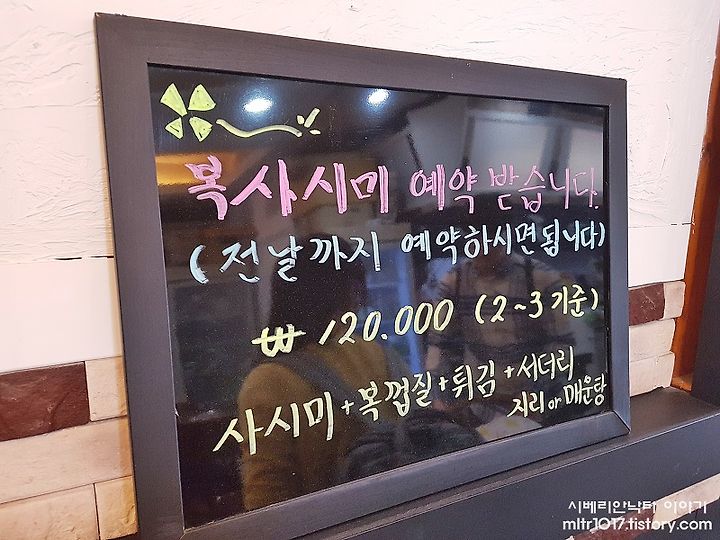 복사시미 예약 받습니다.
(전날까지 예약하시면됩니다)
₩ 120.000 (2~3기준)
사시미+복껍질+튀김+서더리
지리 or 매운탕
시베리안낙타 이야기
mltr1017.tistory.com